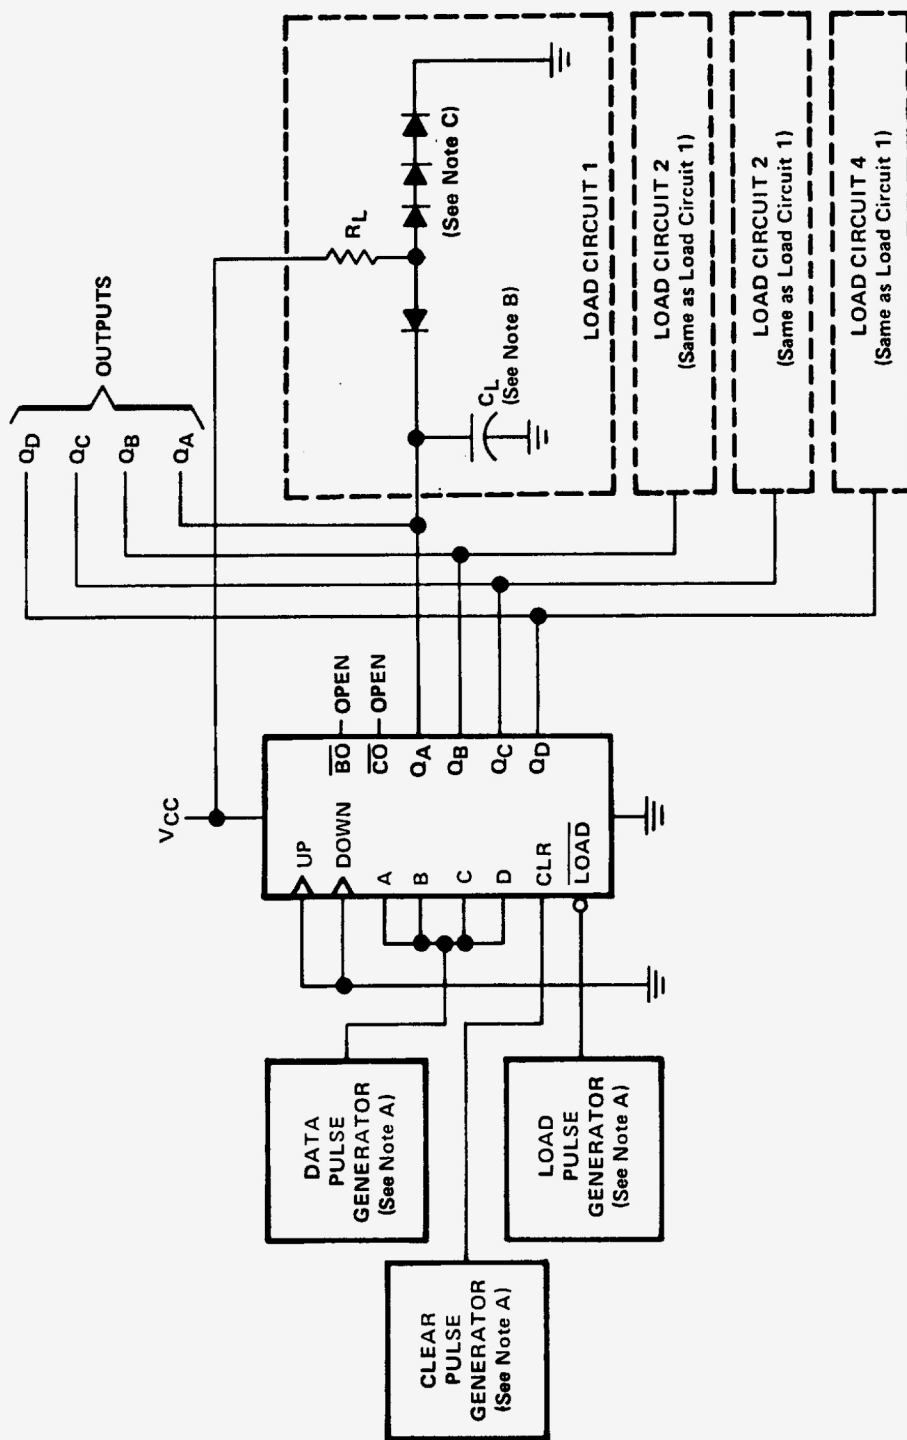 DATA
PULSE
GENERATOR
(See Note A)
CLEAR
PULSE
GENERATOR
(See Note A)
LOAD
PULSE
GENERATOR
(See Note A)
VCC
UP
DOWN
A
B
C
D
CLR
LOAD
BO
OPEN
CO
OPEN
QA
QB
QC
QD
QD
QC
QB
QA
OUTPUTS
RL
(See Note C)
CL
(See Note B)
LOAD CIRCUIT 1
LOAD CIRCUIT 2
(Same as Load Circuit 1)
LOAD CIRCUIT 2
(Same as Load Circuit 1)
LOAD CIRCUIT 4
(Same as Load Circuit 1)